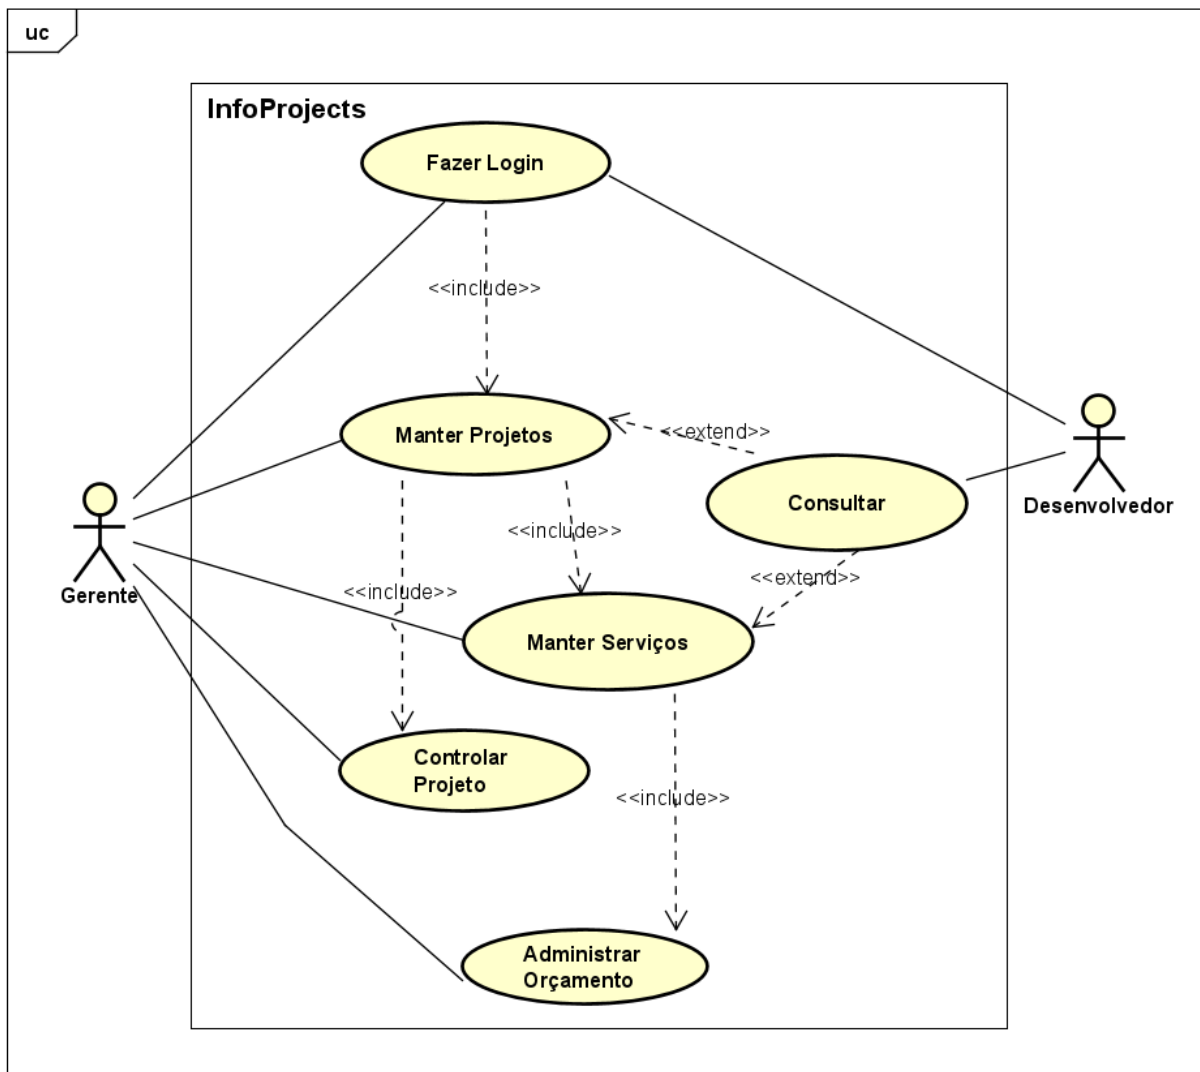 uc
InfoProjects
Fazer Login
<<include>>
Manter Projetos
<<extend>>
Consultar
Desenvolvedor
<<include>>
<<extend>>
Gerente
<<include>>
Manter Serviços
Controlar
Projeto
<<include>>
Administrar
Orçamento